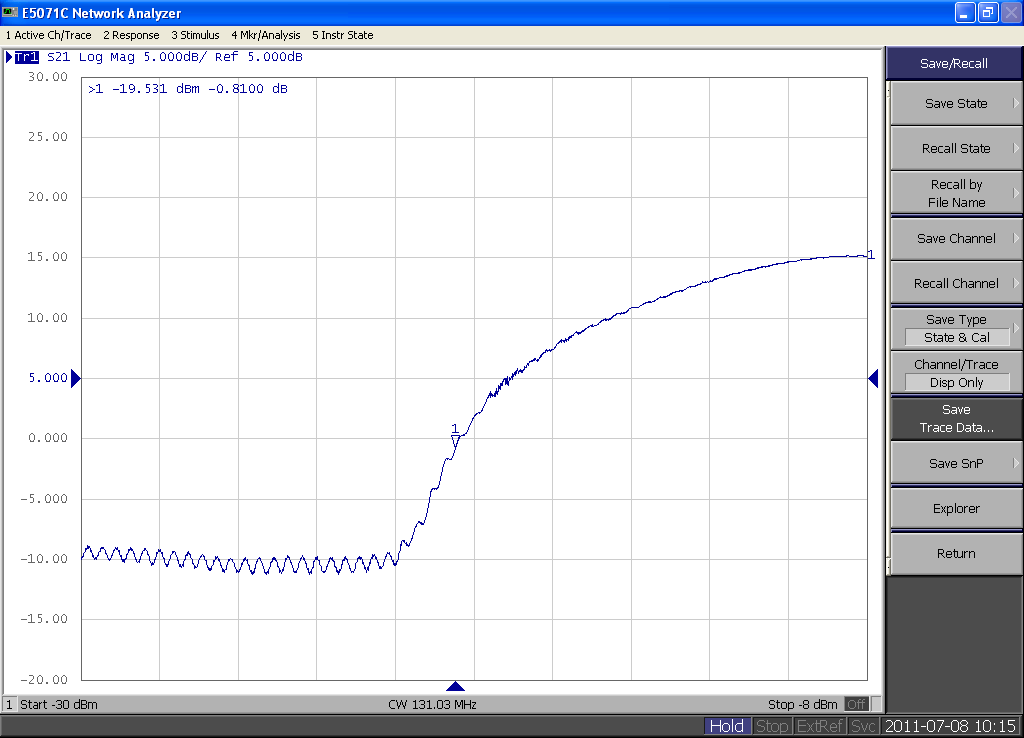 E5071C Network Analyzer
1 Active Ch/Trace 2 Response 3 Stimulus 4 Mkr/Analysis 5 Instr State
Tr1 S21 Log Mag 5.000dB/ Ref 5.000dB
30.00
>1 -19.531 dBm -0.8100 dB
25.00
20.00
15.00
10.00
5.000
0.000
-5.000
-10.00
-15.00
-20.00
1
1
1 Start -30 dBm CW 131.03 MHz Stop -8 dBm Off
Save/Recall
Save State
Recall State
Recall by
File Name
Save Channel
Recall Channel
Save Type
State & Cal
Channel/Trace
Disp Only
Save
Trace Data...
Save SnP
Explorer
Return
Hold Stop ExtRef Svc 2011-07-08 10:15